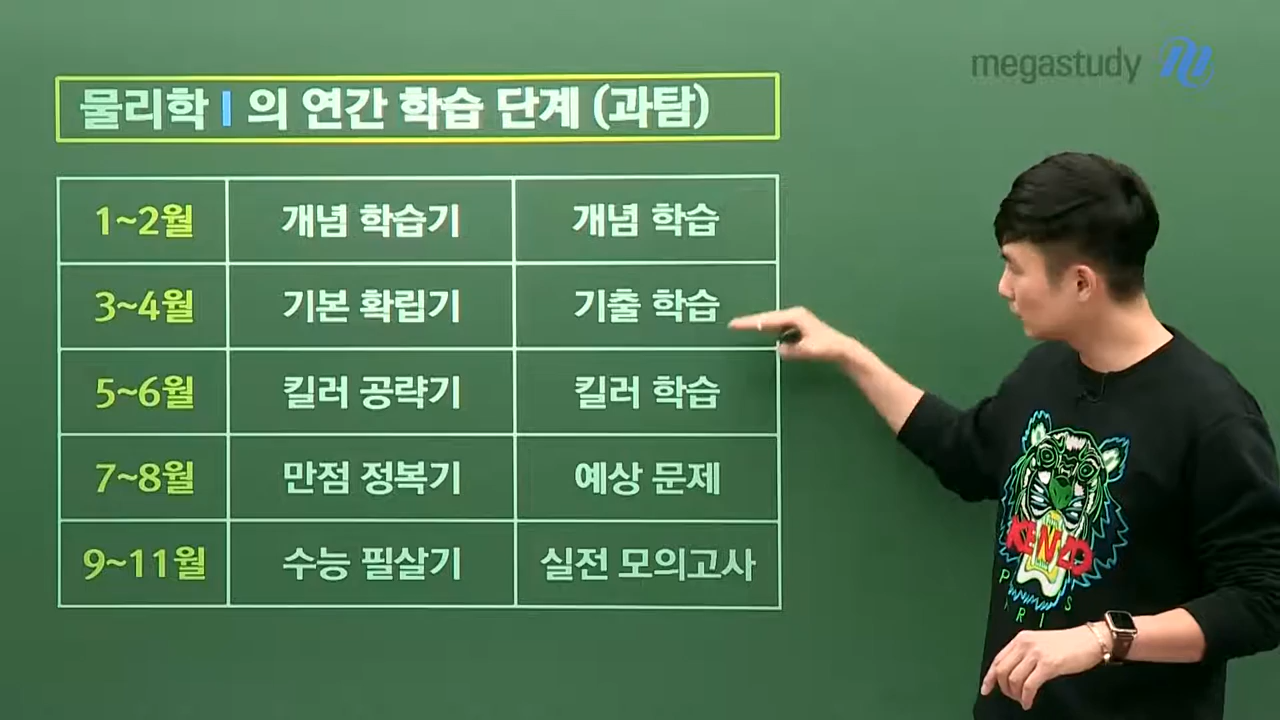 megastudy
물리학 I 의 연간 학습 단계 (과탐)
1~2월 개념 학습기 개념 학습
3~4월 기본 확립기 기출 학습
5~6월 킬러 공략기 킬러 학습
7~8월 만점 정복기 예상 문제
9~11월 수능 필살기 실전 모의고사
KENZO
PARIS